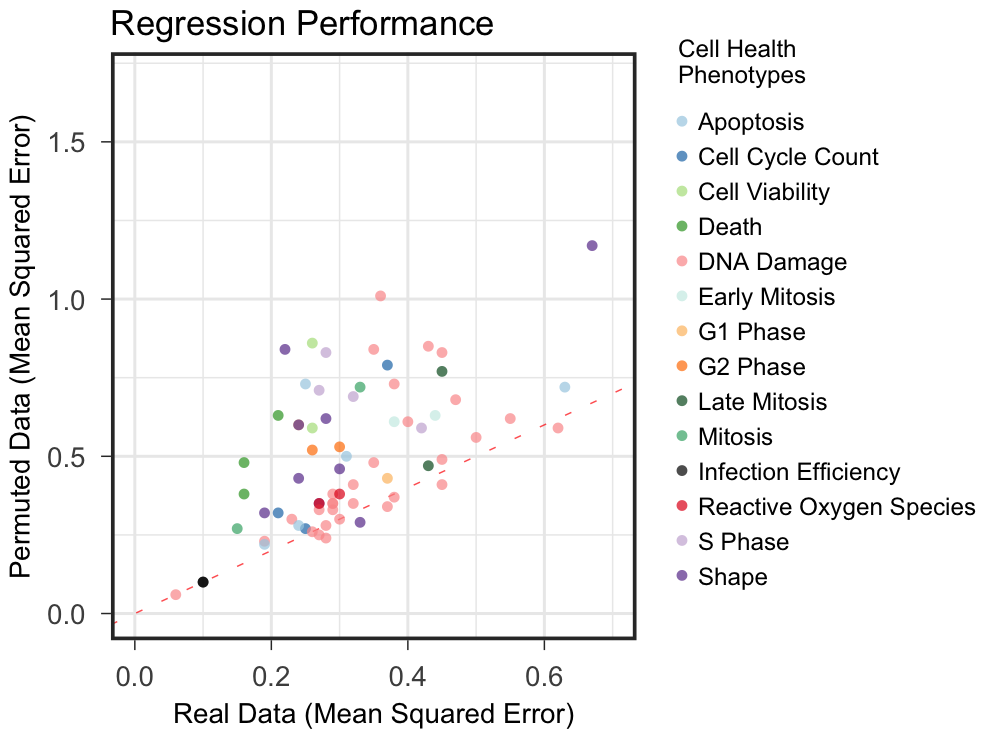 Regression Performance
Permuted Data (Mean Squared Error)
1.5
1.0
0.5
0.0
0.0
0.2
0.4
0.6
Real Data (Mean Squared Error)
Cell Health
Phenotypes
Apoptosis
Cell Cycle Count
Cell Viability
Death
DNA Damage
Early Mitosis
G1 Phase
G2 Phase
Late Mitosis
Mitosis
Infection Efficiency
Reactive Oxygen Species
S Phase
Shape